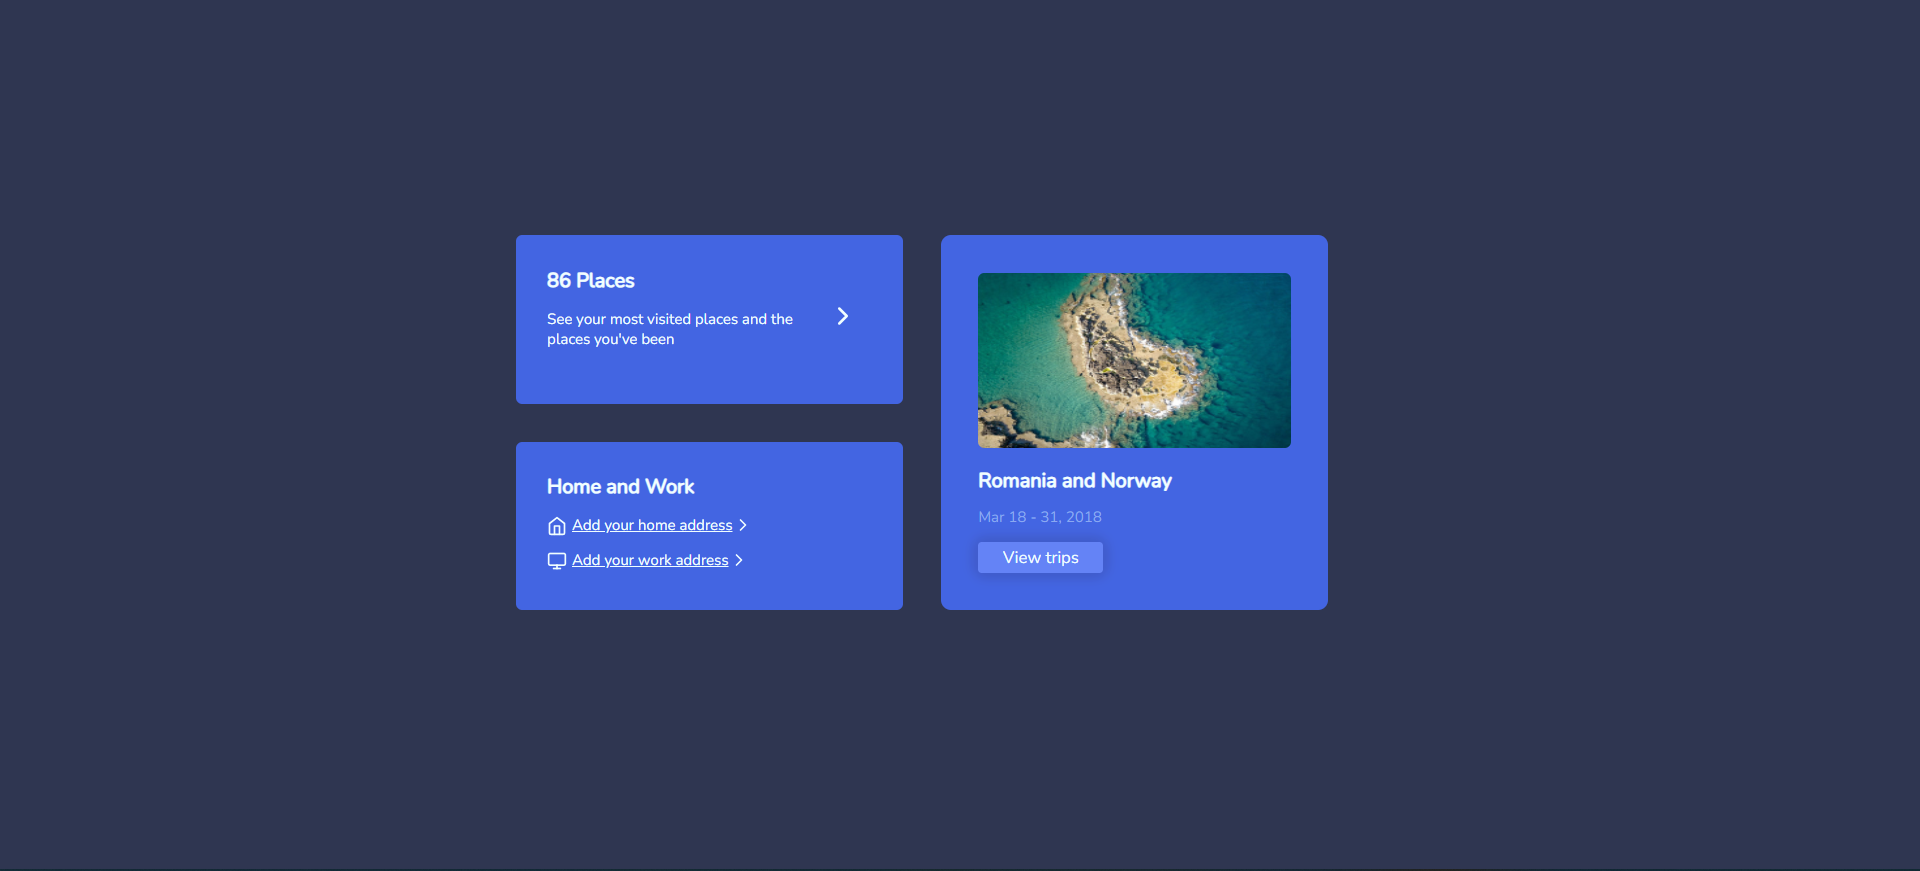 86 Places
See your most visited places and the
places you've been
Home and Work
Add your home address
Add your work address
Romania and Norway
Mar 18 - 31, 2018
View trips